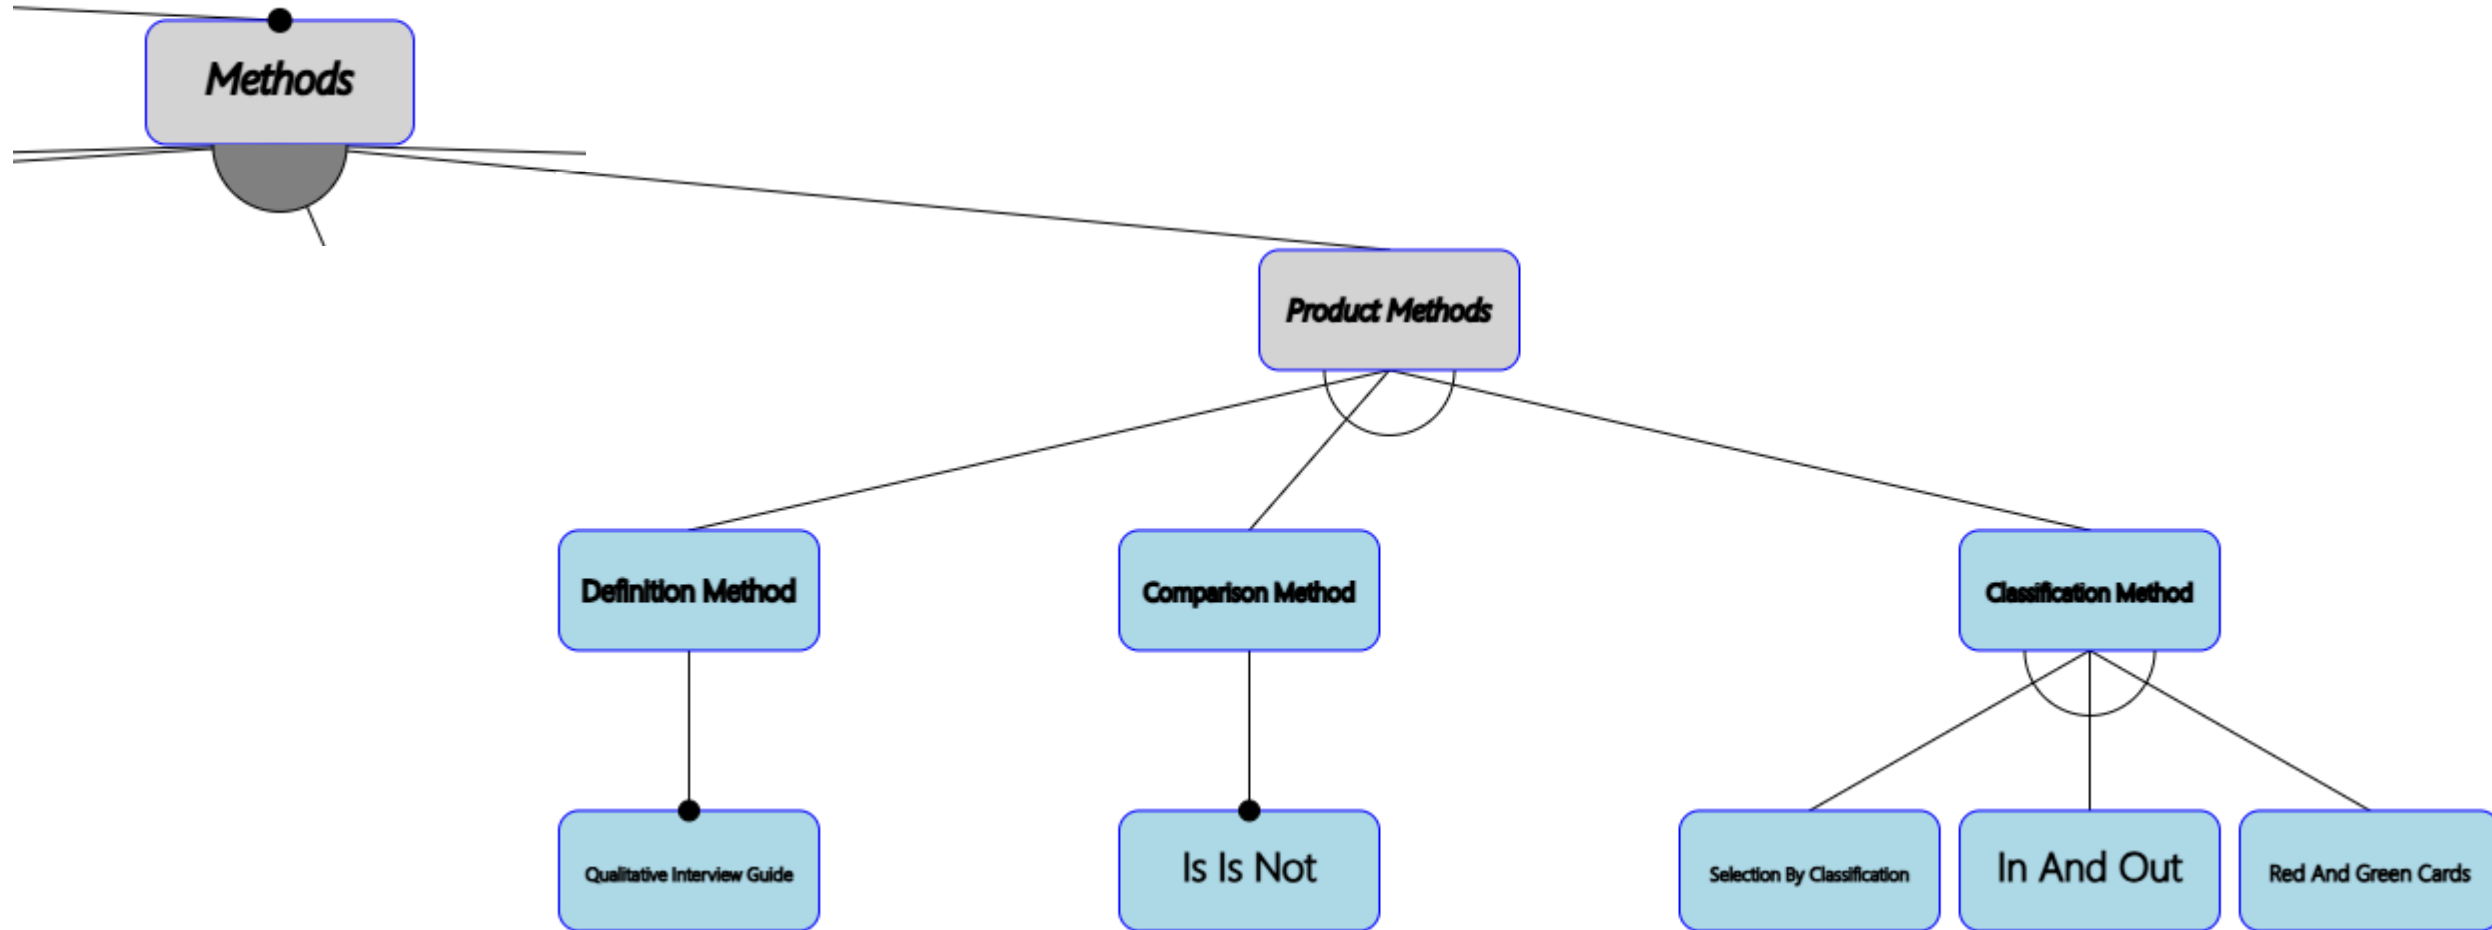 Methods
Product Methods
Definition Method
Comparison Method
Classification Method
Qualitative Interview Guide
Is Is Not
Selection By Classification
In And Out
Red And Green Cards